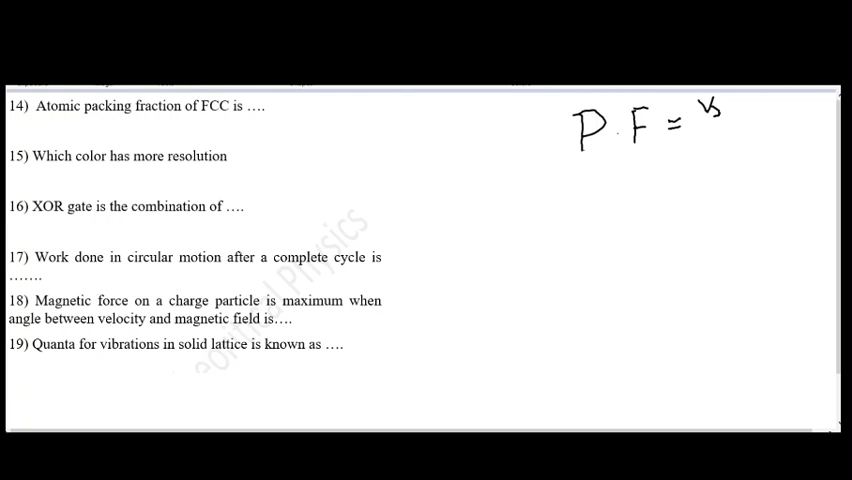 14) Atomic packing fraction of FCC is ....
P.F =
15) Which color has more resolution
16) XOR gate is the combination of ....
17) Work done in circular motion after a complete cycle is
.......
18) Magnetic force on a charge particle is maximum when
angle between velocity and magnetic field is....
19) Quanta for vibrations in solid lattice is known as ....